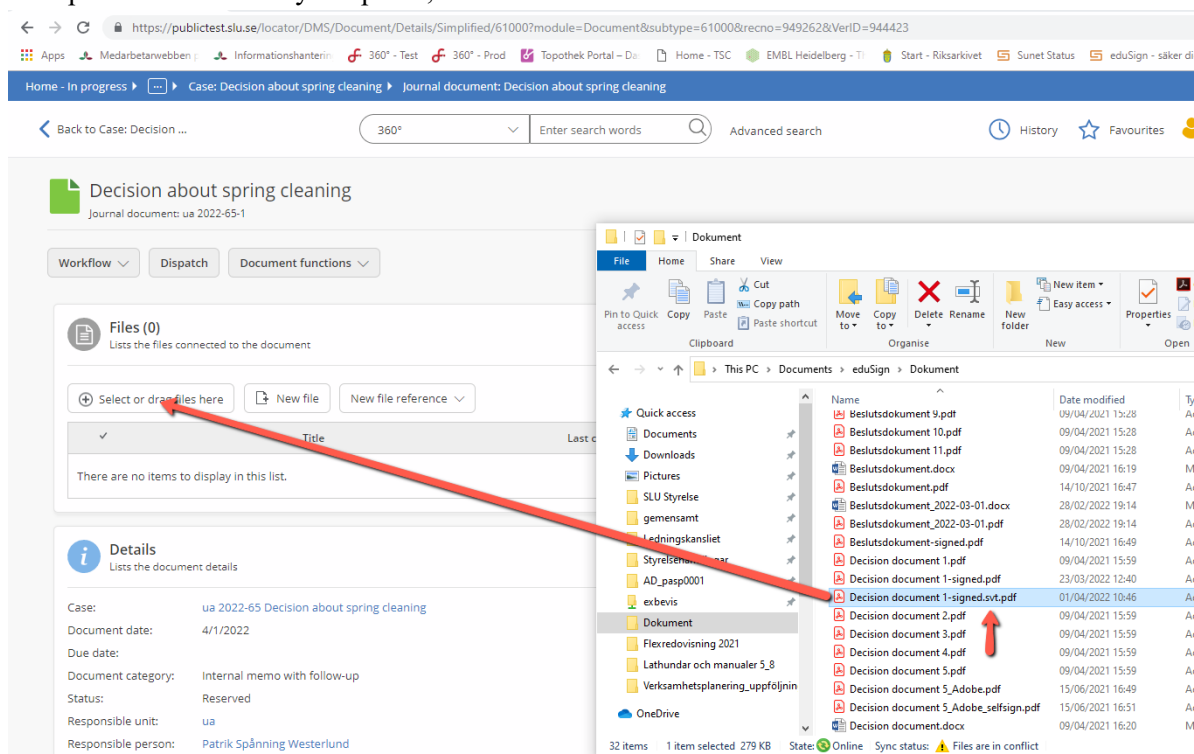 https://publictest.slu.se/locator/DMS/Document/Details/Simplified/61000?module=Document&subtype=61000&recno=949262&VerID=944423
Apps Medarbetarwebben Informationshanterin 360° - Test 360° - Prod Topothek Portal – Da Home - TSC EMBL Heidelberg - T Start - Riksarkivet Sunet Status eduSign - säker di
Home - In progress Case: Decision about spring cleaning Journal document: Decision about spring cleaning
Back to Case: Decision ... 360° Enter search words Advanced search History Favourites
Decision about spring cleaning
Journal document: ua 2022-65-1
Workflow Dispatch Document functions
Files (0)
Lists the files connected to the document
Select or drag files here New file New file reference
Title Last c
There are no items to display in this list.
Details
Lists the document details
Case: ua 2022-65 Decision about spring cleaning
Document date: 4/1/2022
Due date:
Document category: Internal memo with follow-up
Status: Reserved
Responsible unit: ua
Responsible person: Patrik Spånning Westerlund
Dokument
File Home Share View
Pin to Quick access Copy Paste Cut Copy path Paste shortcut Move to Copy to Delete Rename New folder New item Easy access Properties
Clipboard Organise New Open
This PC > Documents > eduSign > Dokument
Quick access
Documents
Downloads
Pictures
SLU Styrelse
gemensamt
Ledningskansliet
Styrelsehandlingar
AD_pasp0001
exbevis
Dokument
Flexredovisning 2021
Lathundar och manualer 5_8
Verksamhetsplanering_uppföljnin
OneDrive
Name Date modified Ty
Beslutsdokument 9.pdf 09/04/2021 15:28 A
Beslutsdokument 10.pdf 09/04/2021 15:28 A
Beslutsdokument 11.pdf 09/04/2021 15:28 A
Beslutsdokument.docx 09/04/2021 16:19 M
Beslutsdokument.pdf 14/10/2021 16:47 A
Beslutsdokument_2022-03-01.docx 28/02/2022 19:14 M
Beslutsdokument_2022-03-01.pdf 28/02/2022 19:14 A
Beslutsdokument-signed.pdf 14/10/2021 16:49 A
Decision document 1.pdf 09/04/2021 15:59 A
Decision document 1-signed.pdf 23/03/2022 12:40 A
Decision document 1-signed.svt.pdf 01/04/2022 10:46 A
Decision document 2.pdf 09/04/2021 15:59 A
Decision document 3.pdf 09/04/2021 15:59 A
Decision document 4.pdf 09/04/2021 15:59 A
Decision document 5.pdf 09/04/2021 15:59 A
Decision document 5_Adobe.pdf 15/06/2021 16:49 A
Decision document 5_Adobe_selfsign.pdf 15/06/2021 16:51 A
Decision document.docx 09/04/2021 16:20 M
32 items 1 item selected 279 KB State: Online Sync status: Files are in conflict